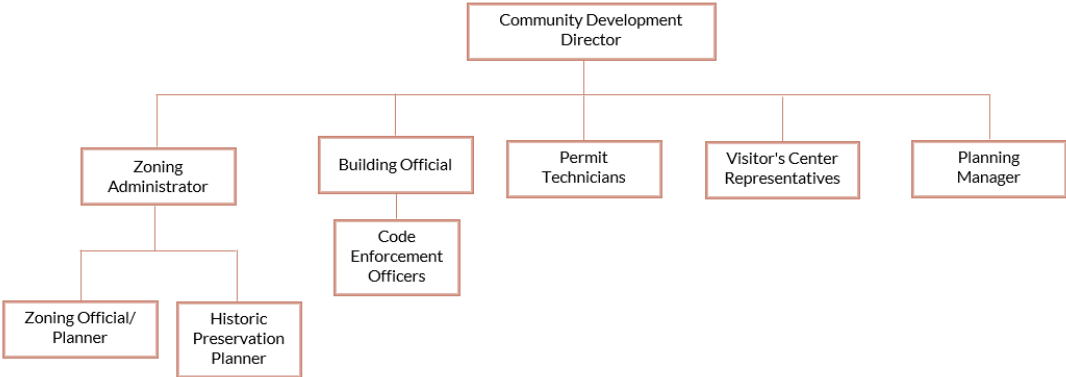 Community Development
Director
Zoning
Administrator
Building Official
Permit
Technicians
Visitor's Center
Representatives
Planning
Manager
Code
Enforcement
Officers
Zoning Official/
Planner
Historic
Preservation
Planner